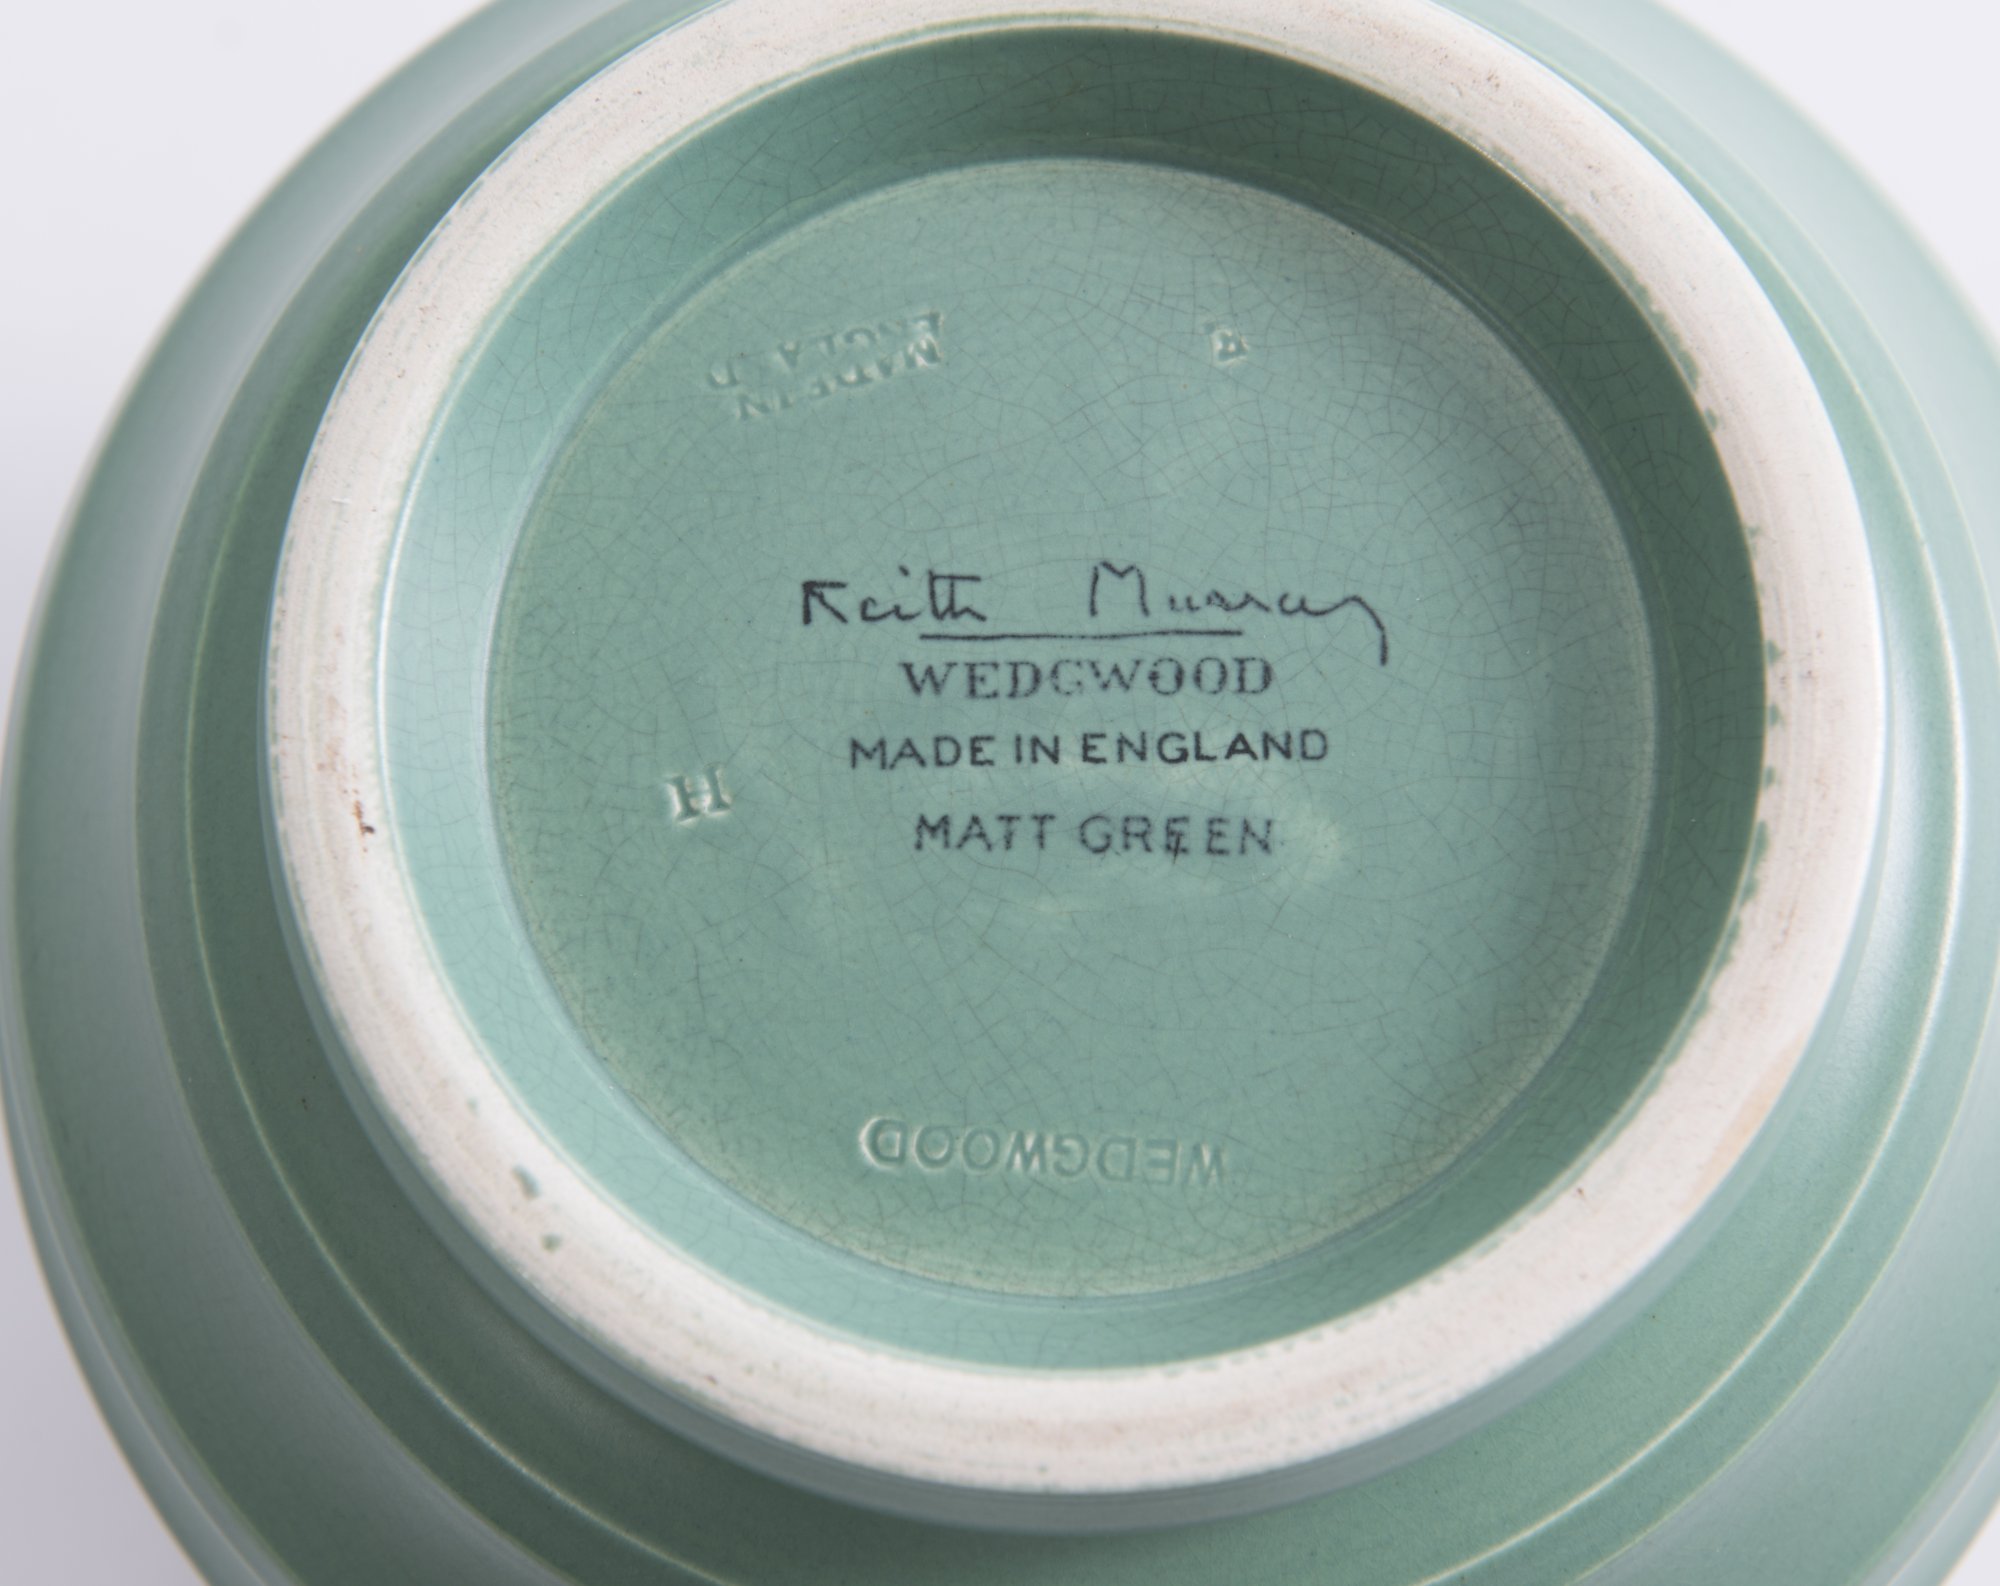 MADE IN
ENGLAND
Keith Murray
WEDGWOOD
MADE IN ENGLAND
MATT GREEN
H
WEDGWOOD